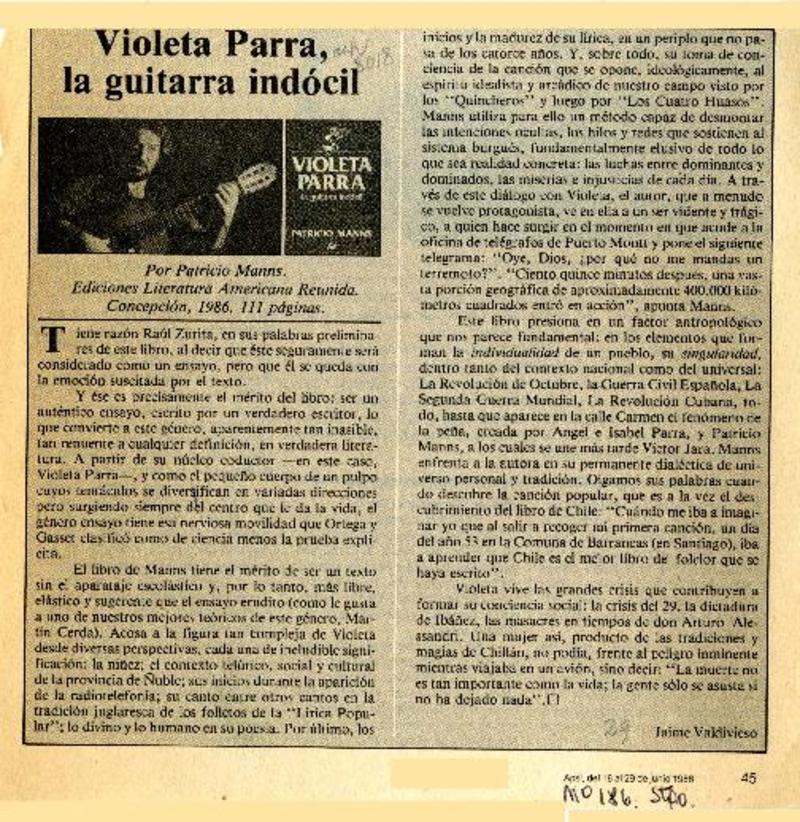 Violeta Parra,
la guitarra indócil
8018
VIOLETA
PARRA
la guitarra indócil
PATRICIO MANNS
Por Patricio Manns.
Ediciones Literatura Americana Reunida.
Concepción, 1986. 111 páginas.
Tiene razón Raúl Zurita, en sus palabras prelimina-
res de este libro, al decir que éste seguramente será
considerado como un ensayo, pero que él se queda con
la emoción suscitada por el texto.
Y ése es precisamente el mérito del libro: ser un
auténtico ensayo, escrito por un verdadero escritor, lo
que convierte a este género, aparentemente tan inasible,
tan renuente a cualquier definición, en verdadera litera-
tura. A partir de su núcleo coductor —en este caso,
Violeta Parra—, y como el pequeño cuerpo de un pulpo
cuyos tentáculos se diversifican en variadas direcciones
pero surgiendo siempre del centro que le da la vida, el
género ensayo tiene esa nerviosa movilidad que Ortega y
Gasset clasificó como de ciencia menos la prueba explí-
cita.
El libro de Manns tiene el mérito de ser un texto
sin el aparataje escolástico y, por lo tanto, más libre,
elástico y sugerente que el ensayo erudito (como le gusta
a uno de nuestros mejores teóricos de este género, Mar-
tín Cerda). Acosa a la figura tan compleja de Violeta
desde diversas perspectivas, cada una de ineludible signi-
ficación: la niñez; el contexto telúrico, social y cultural
de la provincia de Ñuble; sus inicios durante la aparición
de la radiotelefonía; su canto entre otros cantos en la
tradición juglaresca de los folletos de la "Lírica Popu-
lar"; lo divino y lo humano en su poesía. Por último, los
inicios y la madurez de su lírica, en un periplo que no pa-
sa de los catorce años. Y, sobre todo, su toma de con-
ciencia de la canción que se opone, ideológicamente, al
espíritu idealista y arcádico de nuestro campo visto por
los "Quincheros" y luego por "Los Cuatro Huasos".
Manns utiliza para ello un método capaz de desmontar
las intenciones ocultas, los hilos y redes que sostienen al
sistema burgués, fundamentalmente elusivo de todo lo
que sea realidad concreta: las luchas entre dominantes y
dominados, las miserias e injusticias de cada día. A tra-
vés de este diálogo con Violeta, el autor, que a menudo
se vuelve protagonista, ve en ella a un ser vidente y trági-
co, a quien hace surgir en el momento en que acude a la
oficina de telégrafos de Puerto Montt y pone el siguiente
telegrama: "Oye, Dios, ¿por qué no me mandas un
terremoto?". "Ciento quince minutos después, una vas-
ta porción geográfica de aproximadamente 400.000 kiló-
metros cuadrados entró en acción", apunta Manns.
Este libro presiona en un factor antropológico
que nos parece fundamental: en los elementos que for-
man la individualidad de un pueblo, su singularidad,
dentro tanto del contexto nacional como del universal:
La Revolución de Octubre, la Guerra Civil Española, La
Segunda Guerra Mundial, La Revolución Cubana, to-
do, hasta que aparece en la calle Carmen el fenómeno de
la peña, creada por Angel e Isabel Parra, y Patricio
Manns, a los cuales se une más tarde Víctor Jara. Manns
enfrenta a la autora en su permanente dialéctica de uni-
verso personal y tradición. Oigamos sus palabras cuan-
do descubre la canción popular, que es a la vez el des-
cubrimiento del libro de Chile: "Cuándo me iba a imagi-
nar yo que al salir a recoger mi primera canción, un día
del año 53 en la Comuna de Barrancas (en Santiago), iba
a aprender que Chile es el mejor libro de folclor que se
haya escrito".
Violeta vive las grandes crisis que contribuyen a
formar su conciencia social: la crisis del 29, la dictadura
de Ibáñez, las masacres en tiempos de don Arturo Ale-
ssandri. Una mujer así, producto de las tradiciones y
magias de Chillán, no podía, frente al peligro inminente
mientras viajaba en un avión, sino decir: "La muerte no
es tan importante como la vida; la gente sólo se asusta si
no ha dejado nada".
29
Jaime Valdivieso
Apsi, del 16 al 29 de junio 1986
45
Nº 186. Stgo.